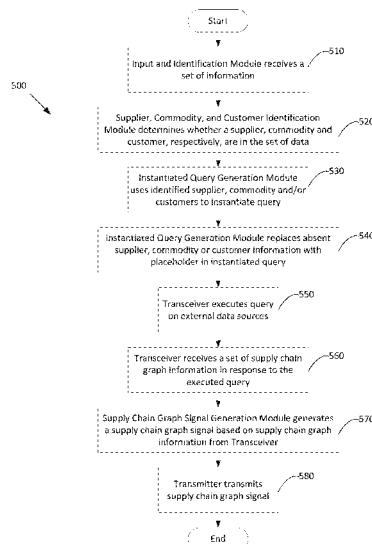 Start
Input and Identification Module receives a
set of information
510
500
Supplier, Commodity, and Customer Identification
Module determines whether a supplier, commodity and
customer, respectively, are in the set of data
520
Instantiated Query Generation Module
uses identified supplier, commodity and/or
customers to instantiate query
530
Instantiated Query Generation Module replaces absent
supplier, commodity or customer information with
placeholder in instantiated query
540
Transceiver executes query
on external data sources
550
Transceiver receives a set of supply chain
graph information in response to the
executed query
560
Supply Chain Graph Signal Generation Module generates
a supply chain graph signal based on supply chain graph
information from Transceiver
570
Transmitter transmits
supply chain graph signal
580
End